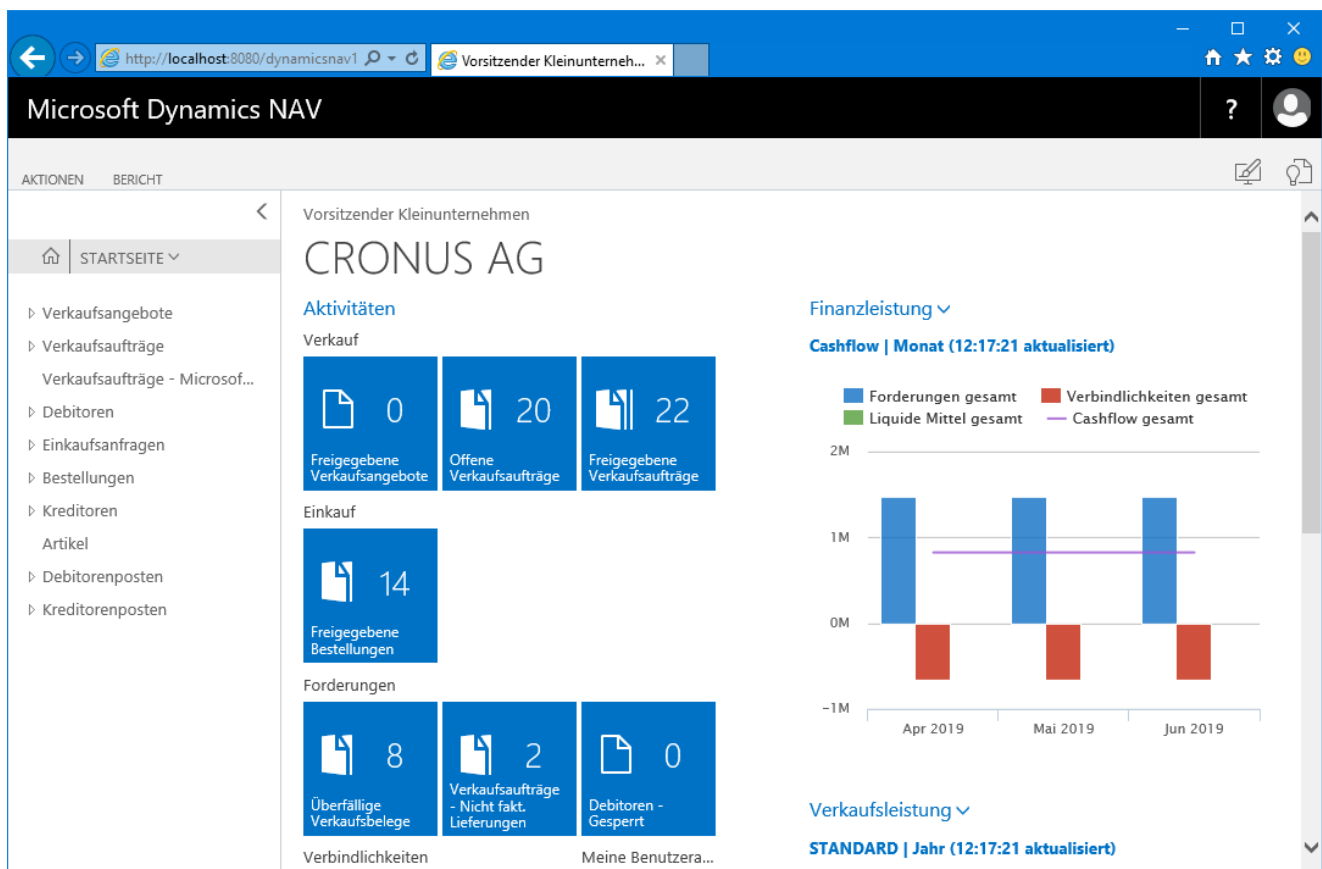 http://localhost:8080/dynamicsnav1
Vorsitzender Kleinunterneh...
Microsoft Dynamics NAV
?
AKTIONEN BERICHT
STARTSEITE
Verkaufsangebote
Verkaufsaufträge
Verkaufsaufträge - Microsof...
Debitoren
Einkaufsanfragen
Bestellungen
Kreditoren
Artikel
Debitorenposten
Kreditorenposten
Vorsitzender Kleinunternehmen
CRONUS AG
Aktivitäten
Verkauf
0
Freigegebene
Verkaufsangebote
20
Offene
Verkaufsaufträge
22
Freigegebene
Verkaufsaufträge
Einkauf
14
Freigegebene
Bestellungen
Forderungen
8
Überfällige
Verkaufsbelege
2
Verkaufsaufträge
- Nicht fakt.
Lieferungen
0
Debitoren -
Gesperrt
Verbindlichkeiten
Meine Benutzera...
Finanzleistung
Cashflow | Monat (12:17:21 aktualisiert)
Forderungen gesamt Verbindlichkeiten gesamt
Liquide Mittel gesamt Cashflow gesamt
2M
1M
0M
-1M
Apr 2019 Mai 2019 Jun 2019
Verkaufsleistung
STANDARD | Jahr (12:17:21 aktualisiert)